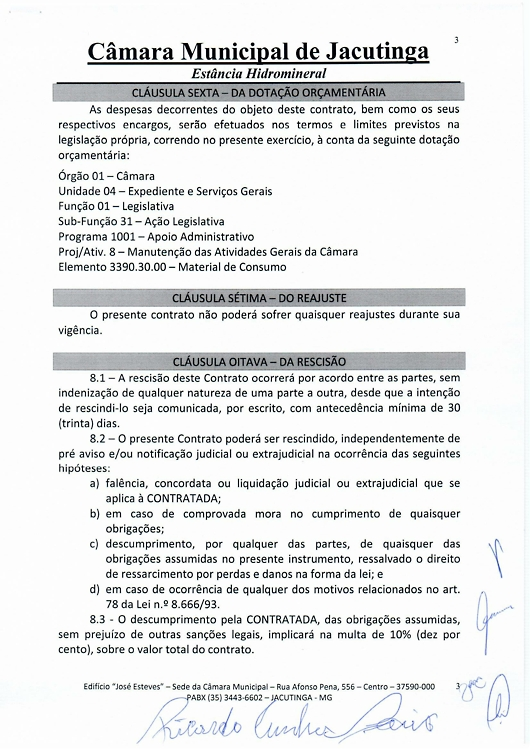 3
Câmara Municipal de Jacutinga
Estância Hidromineral
CLÁUSULA SEXTA – DA DOTAÇÃO ORÇAMENTÁRIA
As despesas decorrentes do objeto deste contrato, bem como os seus
respectivos encargos, serão efetuados nos termos e limites previstos na
legislação própria, correndo no presente exercício, à conta da seguinte dotação
orçamentária:
Órgão 01 – Câmara
Unidade 04 – Expediente e Serviços Gerais
Função 01 – Legislativa
Sub-Função 31 – Ação Legislativa
Programa 1001 – Apoio Administrativo
Proj/Ativ. 8 – Manutenção das Atividades Gerais da Câmara
Elemento 3390.30.00 – Material de Consumo
CLÁUSULA SÉTIMA – DO REAJUSTE
O presente contrato não poderá sofrer quaisquer reajustes durante sua
vigência.
CLÁUSULA OITAVA – DA RESCISÃO
8.1 – A rescisão deste Contrato ocorrerá por acordo entre as partes, sem
indenização de qualquer natureza de uma parte a outra, desde que a intenção
de rescindi-lo seja comunicada, por escrito, com antecedência mínima de 30
(trinta) dias.
8.2 – O presente Contrato poderá ser rescindido, independentemente de
pré aviso e/ou notificação judicial ou extrajudicial na ocorrência das seguintes
hipóteses:
a) falência, concordata ou liquidação judicial ou extrajudicial que se
aplica à CONTRATADA;
b) em caso de comprovada mora no cumprimento de quaisquer
obrigações;
c) descumprimento, por qualquer das partes, de quaisquer das
obrigações assumidas no presente instrumento, ressalvado o direito
de ressarcimento por perdas e danos na forma da lei; e
d) em caso de ocorrência de qualquer dos motivos relacionados no art.
78 da Lei n.º 8.666/93.
8.3 - O descumprimento pela CONTRATADA, das obrigações assumidas,
sem prejuízo de outras sanções legais, implicará na multa de 10% (dez por
cento), sobre o valor total do contrato.
Edifício "José Esteves" – Sede da Câmara Municipal – Rua Afonso Pena, 556 – Centro – 37590-000 3
PABX (35) 3443-6602 – JACUTINGA - MG
Ricardo Cunha